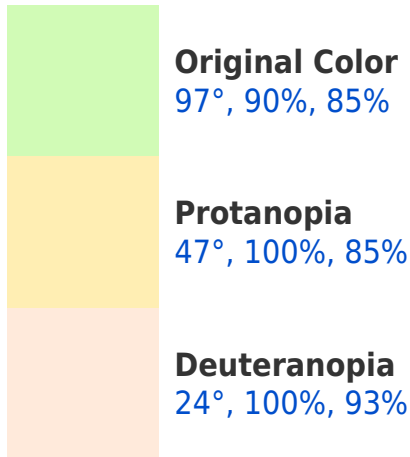 Original Color
97°, 90%, 85%
Protanopia
47°, 100%, 85%
Deuteranopia
24°, 100%, 93%